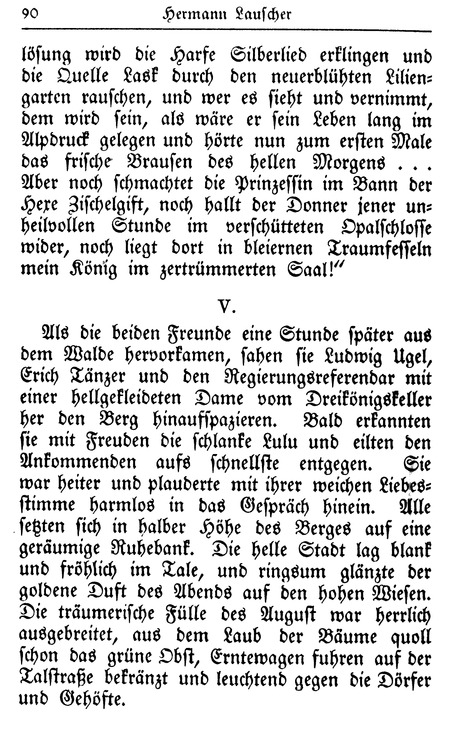 90 Hermann Lauscher
lösung wird die Harfe Silberlied erklingen und
die Quelle Lask durch den neuerblühten Lilien-
garten rauschen, und wer es sieht und vernimmt,
dem wird sein, als wäre er sein Leben lang im
Alpdruck gelegen und hörte nun zum ersten Male
das frische Brausen des hellen Morgens . . .
Aber noch schmachtet die Prinzessin im Bann der
Hexe Zischelgift, noch hallt der Donner jener un-
heilvollen Stunde im verschütteten Opalschlosse
wider, noch liegt dort in bleiernen Traumfesseln
mein König im zertrümmerten Saal!“
V.
Als die beiden Freunde eine Stunde später aus
dem Walde hervorkamen, sahen sie Ludwig Ugel,
Erich Tänzer und den Regierungsreferendar mit
einer hellgekleideten Dame vom Dreikönigskeller
her den Berg hinaufspazieren. Bald erkannten
sie mit Freuden die schlanke Lulu und eilten den
Ankommenden aufs schnellste entgegen. Sie
war heiter und plauderte mit ihrer weichen Liebes-
stimme harmlos in das Gespräch hinein. Alle
setzten sich in halber Höhe des Berges auf eine
geräumige Ruhebank. Die helle Stadt lag blank
und fröhlich im Tale, und ringsum glänzte der
goldene Duft des Abends auf den hohen Wiesen.
Die träumerische Fülle des August war herrlich
ausgebreitet, aus dem Laub der Bäume quoll
schon das grüne Obst, Erntewagen fuhren auf der
Talstraße bekränzt und leuchtend gegen die Dörfer
und Gehöfte.